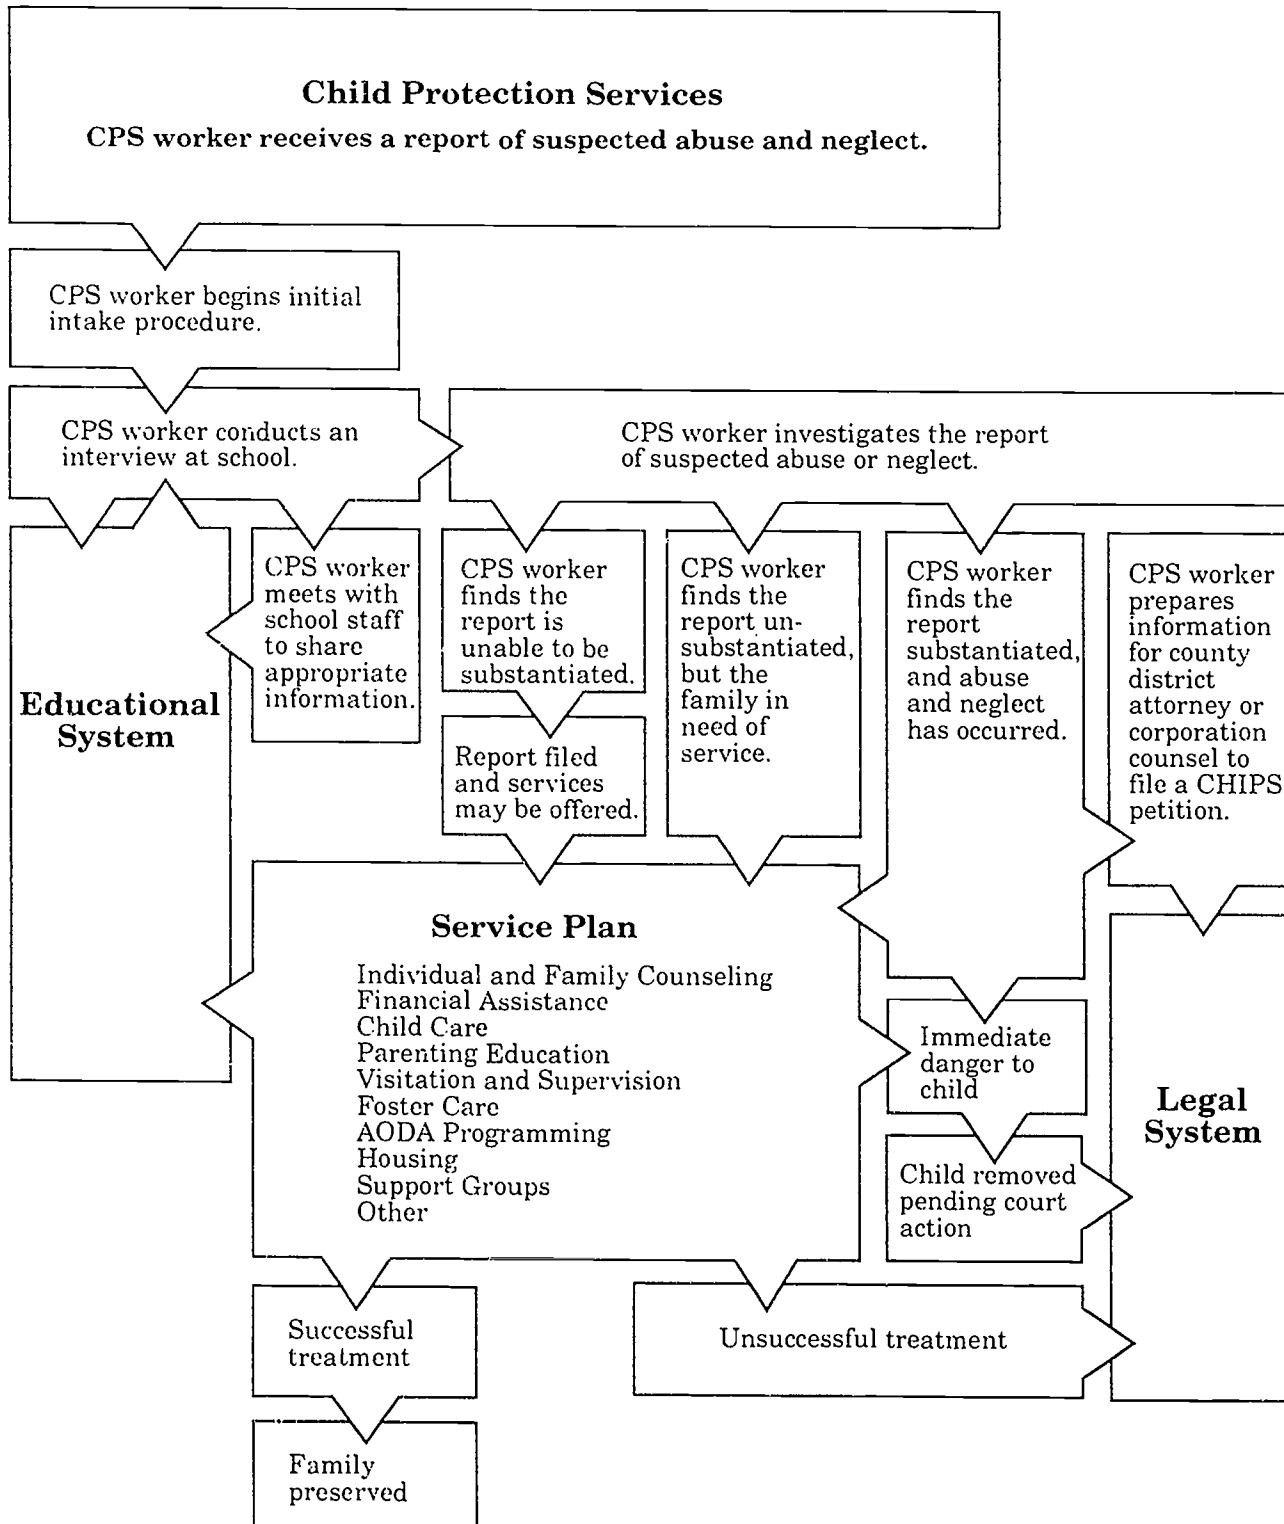 Child Protection Services
CPS worker receives a report of suspected abuse and neglect.
CPS worker begins initial
intake procedure.
CPS worker conducts an
interview at school.
CPS worker investigates the report
of suspected abuse or neglect.
Educational
System
CPS worker
meets with
school staff
to share
appropriate
information.
CPS worker
finds the
report is
unable to be
substantiated.
Report filed
and services
may be offered.
CPS worker
finds the
report un-
substantiated,
but the
family in
need of
service.
CPS worker
finds the
report
substantiated,
and abuse
and neglect
has occurred.
CPS worker
prepares
information
for county
district
attorney or
corporation
counsel to
file a CHIPS
petition.
Service Plan
Individual and Family Counseling
Financial Assistance
Child Care
Parenting Education
Visitation and Supervision
Foster Care
AODA Programming
Housing
Support Groups
Other
Immediate
danger to
child
Child removed
pending court
action
Legal
System
Successful
treatment
Unsuccessful treatment
Family
preserved